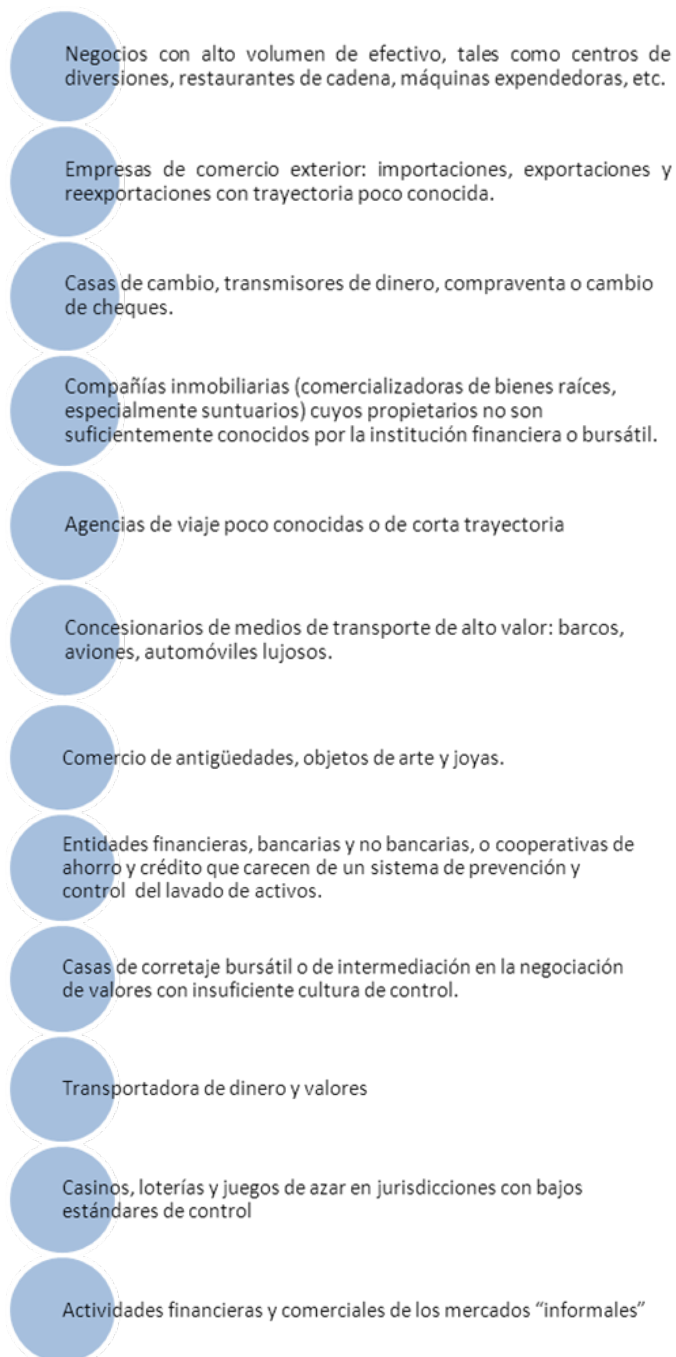 Negocios con alto volumen de efectivo, tales como centros de
diversiones, restaurantes de cadena, máquinas expendedoras, etc.
Empresas de comercio exterior: importaciones, exportaciones y
reexportaciones con trayectoria poco conocida.
Casas de cambio, transmisores de dinero, compraventa o cambio
de cheques.
Compañías inmobiliarias (comercializadoras de bienes raíces,
especialmente suntuarios) cuyos propietarios no son
suficientemente conocidos por la institución financiera o bursátil.
Agencias de viaje poco conocidas o de corta trayectoria
Concesionarios de medios de transporte de alto valor: barcos,
aviones, automóviles lujosos.
Comercio de antigüedades, objetos de arte y joyas.
Entidades financieras, bancarias y no bancarias, o cooperativas de
ahorro y crédito que carecen de un sistema de prevención y
control del lavado de activos.
Casas de corretaje bursátil o de intermediación en la negociación
de valores con insuficiente cultura de control.
Transportadora de dinero y valores
Casinos, loterías y juegos de azar en jurisdicciones con bajos
estándares de control
Actividades financieras y comerciales de los mercados “informales”